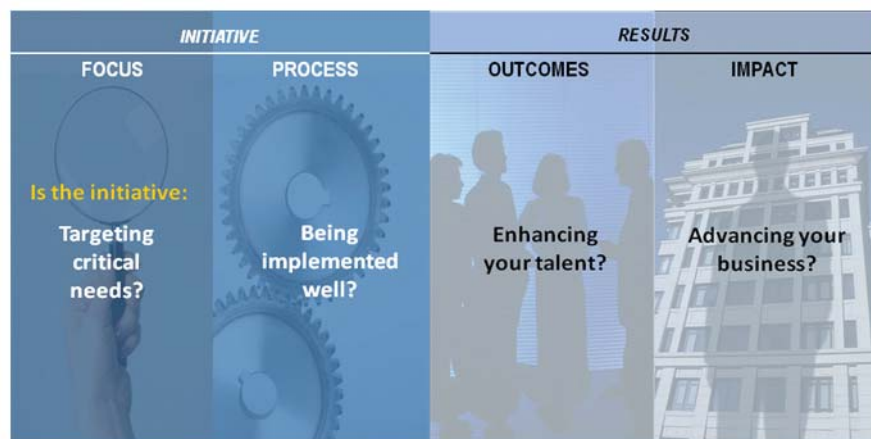 INITIATIVE
RESULTS
FOCUS
PROCESS
OUTCOMES
IMPACT
Is the initiative:
Targeting
critical
needs?
Being
implemented
well?
Enhancing
your talent?
Advancing your
business?